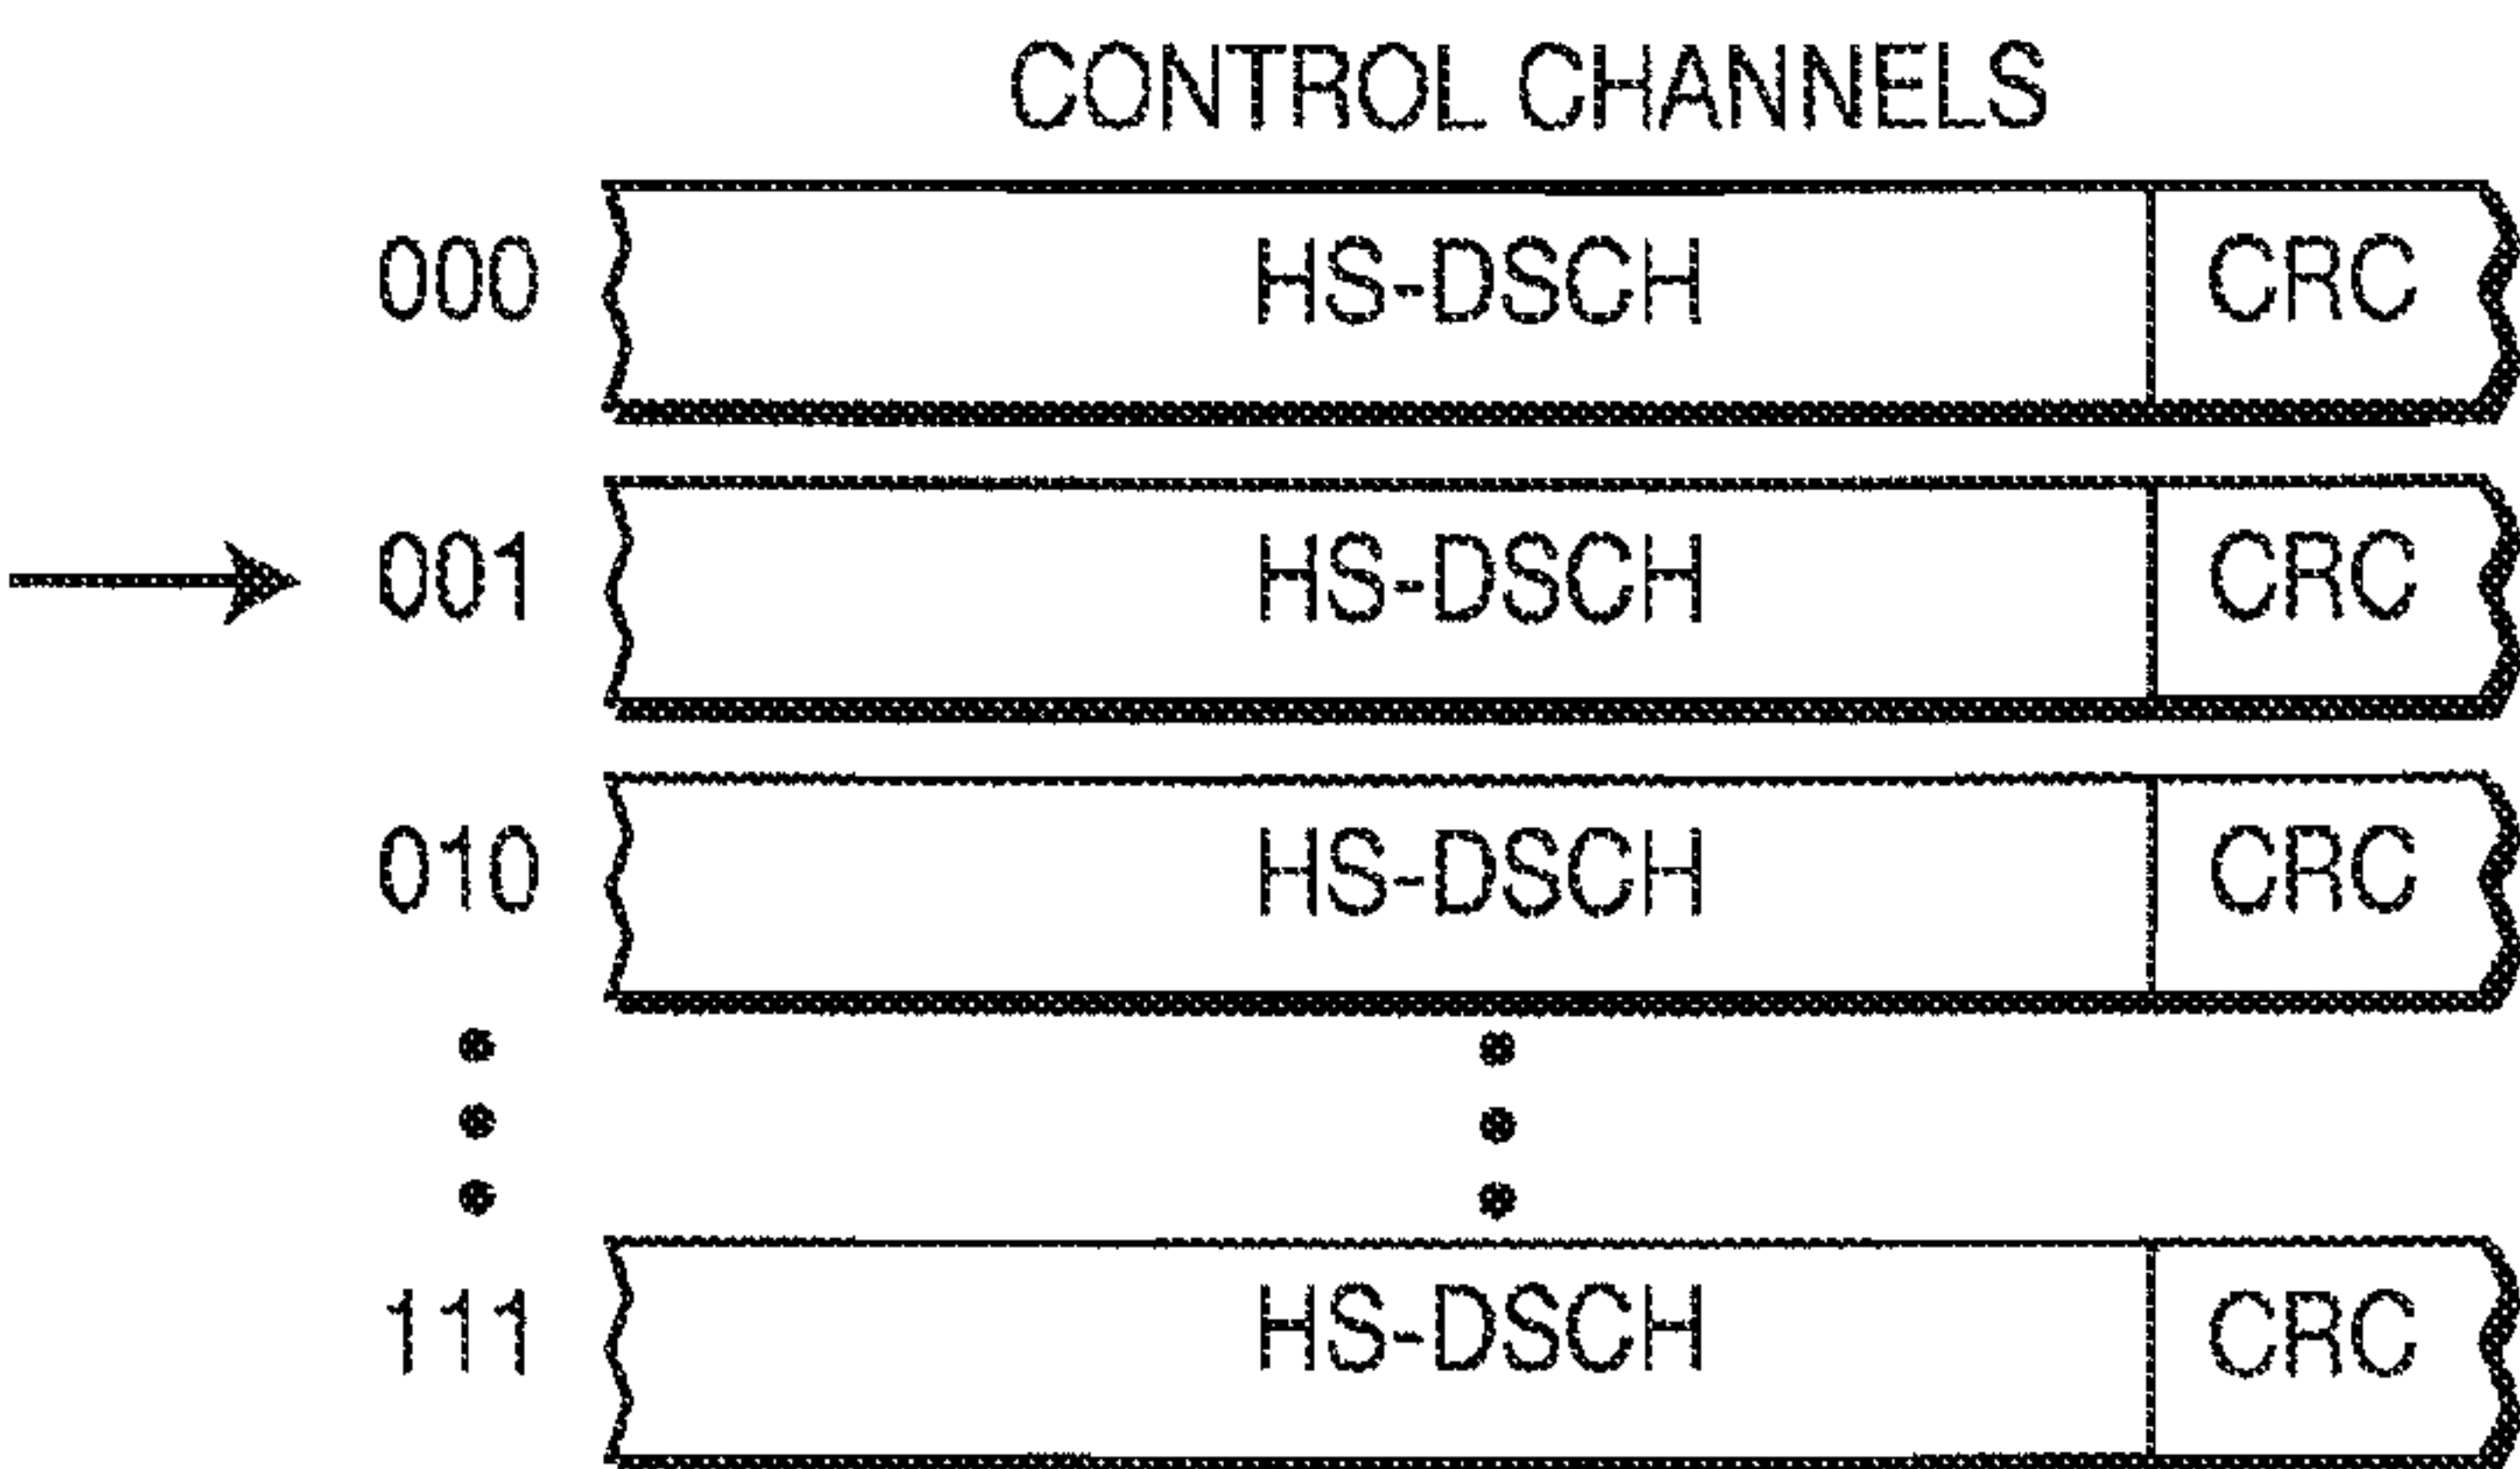 CONTROL CHANNELS
000 HS-DSCH CRC
001 HS-DSCH CRC
010 HS-DSCH CRC
111 HS-DSCH CRC